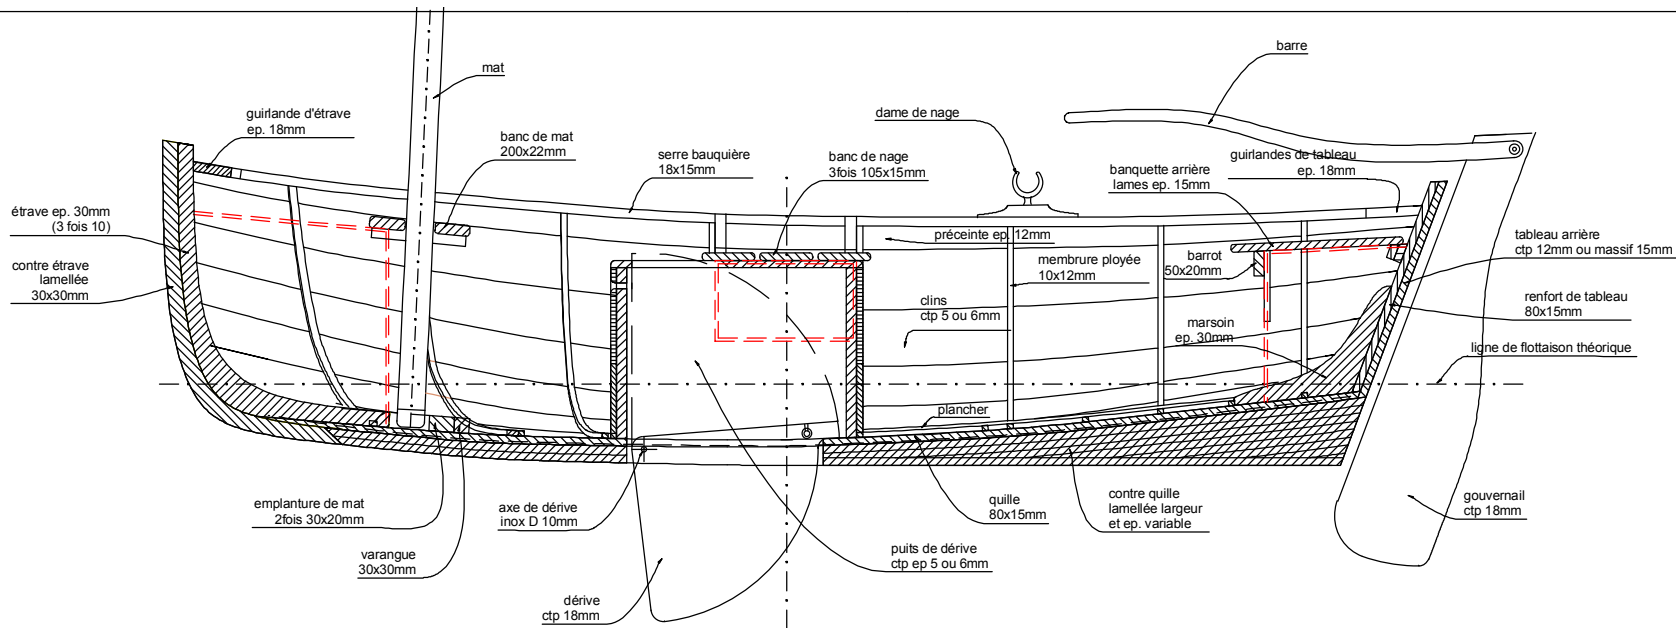 barre
mat
guirlande d'étrave
ep. 18mm
dame de nage
banc de mat
200x22mm
serre bauquière
18x15mm
banc de nage
3fois 105x15mm
guirlandes de tableau
ep. 18mm
banquette arrière
lames ep. 15mm
étrave ep. 30mm
(3 fois 10)
préceinte ep. 12mm
tableau arrière
ctp 12mm ou massif 15mm
contre étrave
lamellée
30x30mm
membrure ployée
10x12mm
barrot
50x20mm
clins
ctp 5 ou 6mm
renfort de tableau
80x15mm
marsoin
ep. 30mm
ligne de flottaison théorique
plancher
emplanture de mat
2fois 30x20mm
axe de dérive
inox D 10mm
quille
80x15mm
contre quille
lamellée largeur
et ep. variable
gouvernail
ctp 18mm
varangue
30x30mm
puits de dérive
ctp ep 5 ou 6mm
dérive
ctp 18mm